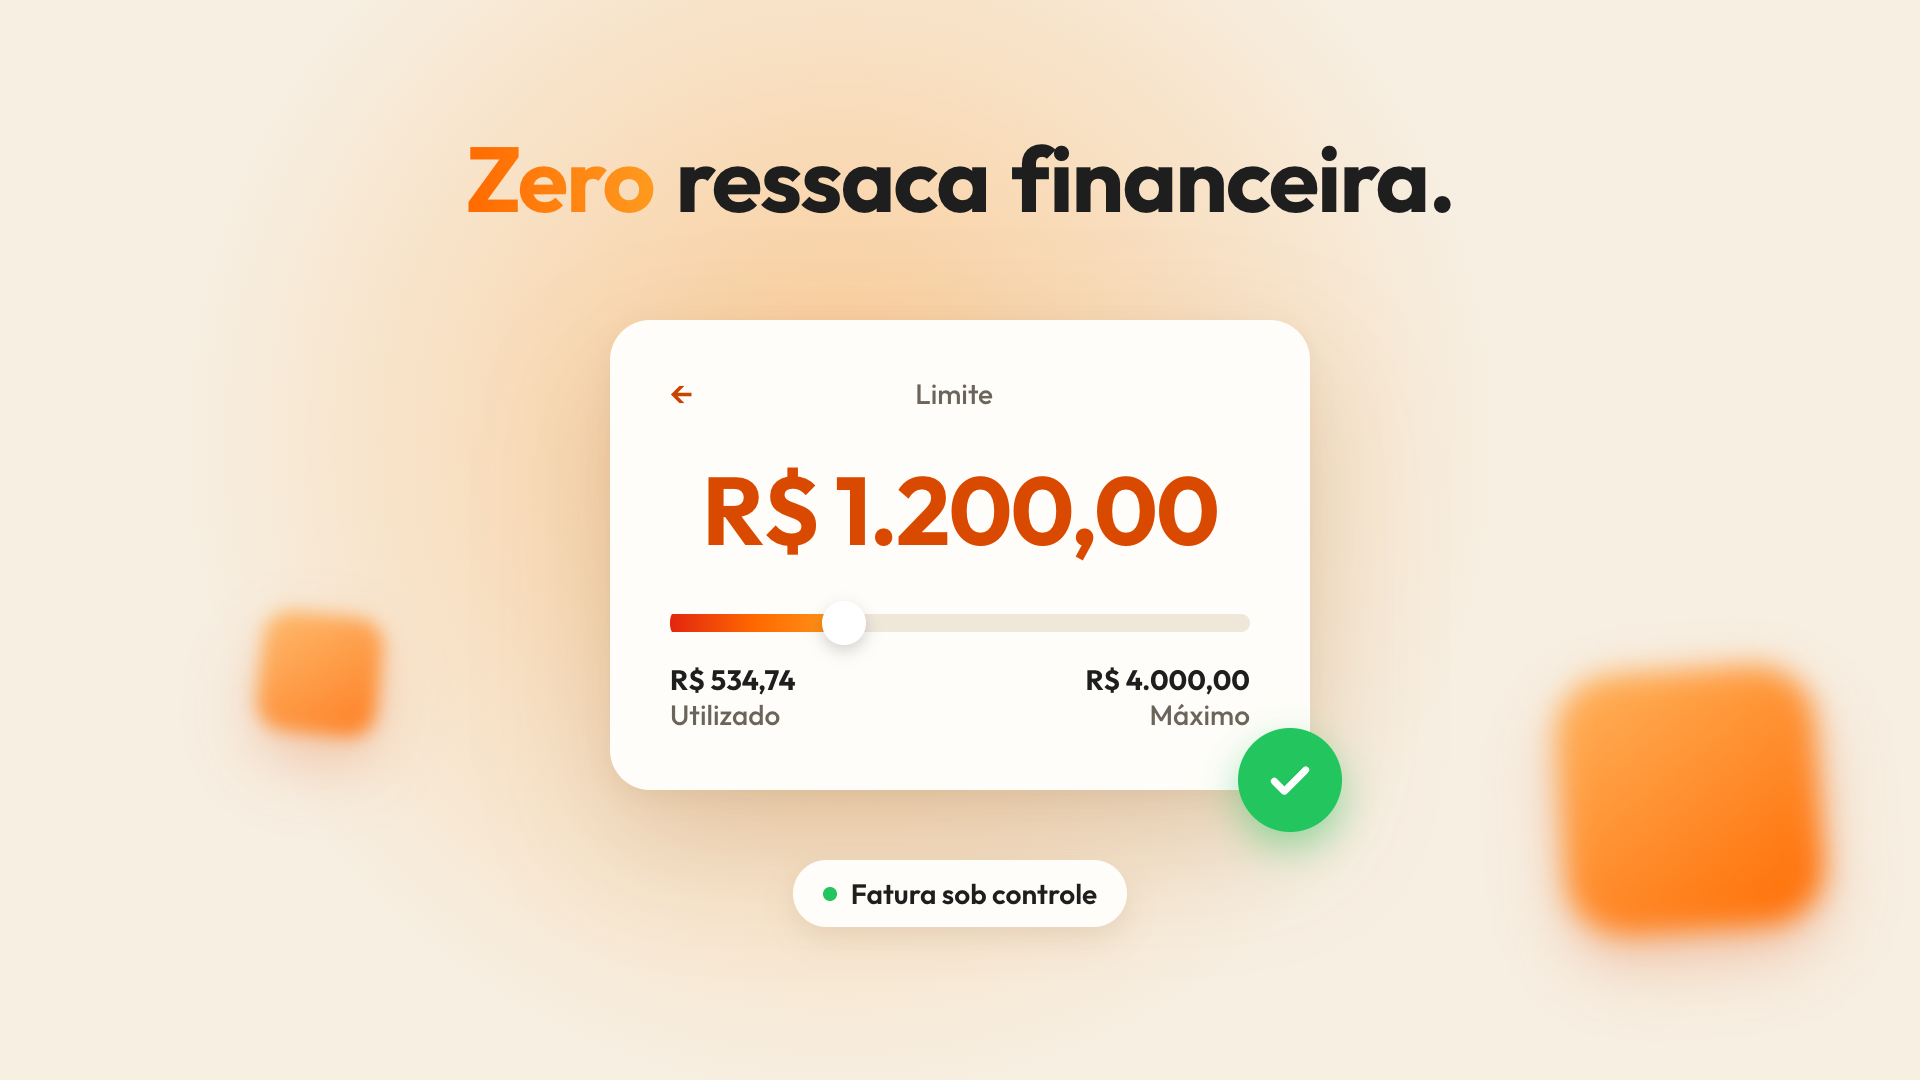 Zero ressaca financeira.
Limite
R$ 1.200,00
R$ 534,74
Utilizado
R$ 4.000,00
Máximo
Fatura sob controle